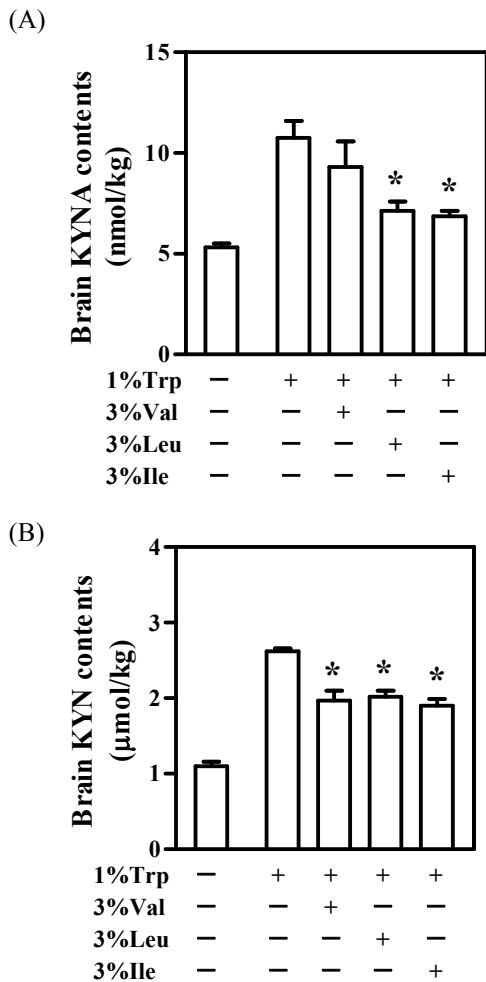 (A)
Brain KYNA contents
(nmol/kg)
15
10
5
0
* *
1%Trp − + + + +
3%Val − − + − −
3%Leu − − − + −
3%Ile − − − − +
(B)
Brain KYN contents
(µmol/kg)
4
3
2
1
0
* * *
1%Trp − + + + +
3%Val − − + − −
3%Leu − − − + −
3%Ile − − − − +